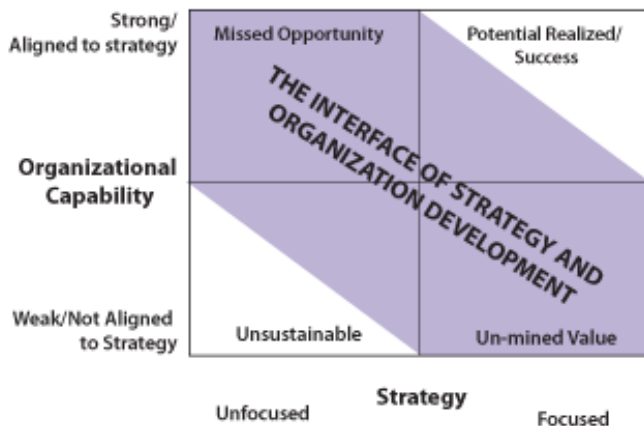 Strong/
Aligned to strategy
Missed Opportunity
Potential Realized/
Success
THE INTERFACE OF STRATEGY AND
ORGANIZATION DEVELOPMENT
Organizational
Capability
Weak/Not Aligned
to Strategy
Unsustainable
Un-mined Value
Strategy
Unfocused
Focused